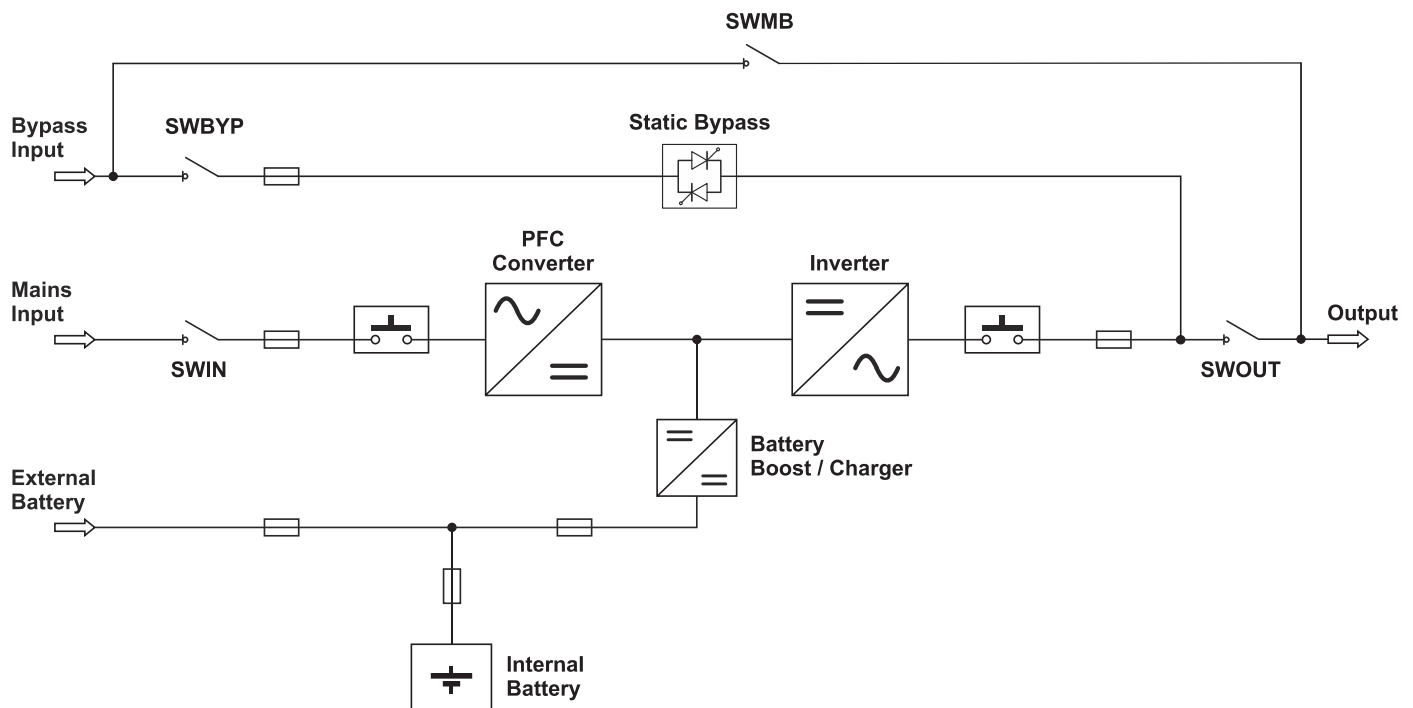 SWMB
Bypass
Input
SWBYP
Static Bypass
PFC
Converter
Inverter
Mains
Input
SWIN
Output
SWOUT
Battery
Boost / Charger
External
Battery
Internal
Battery